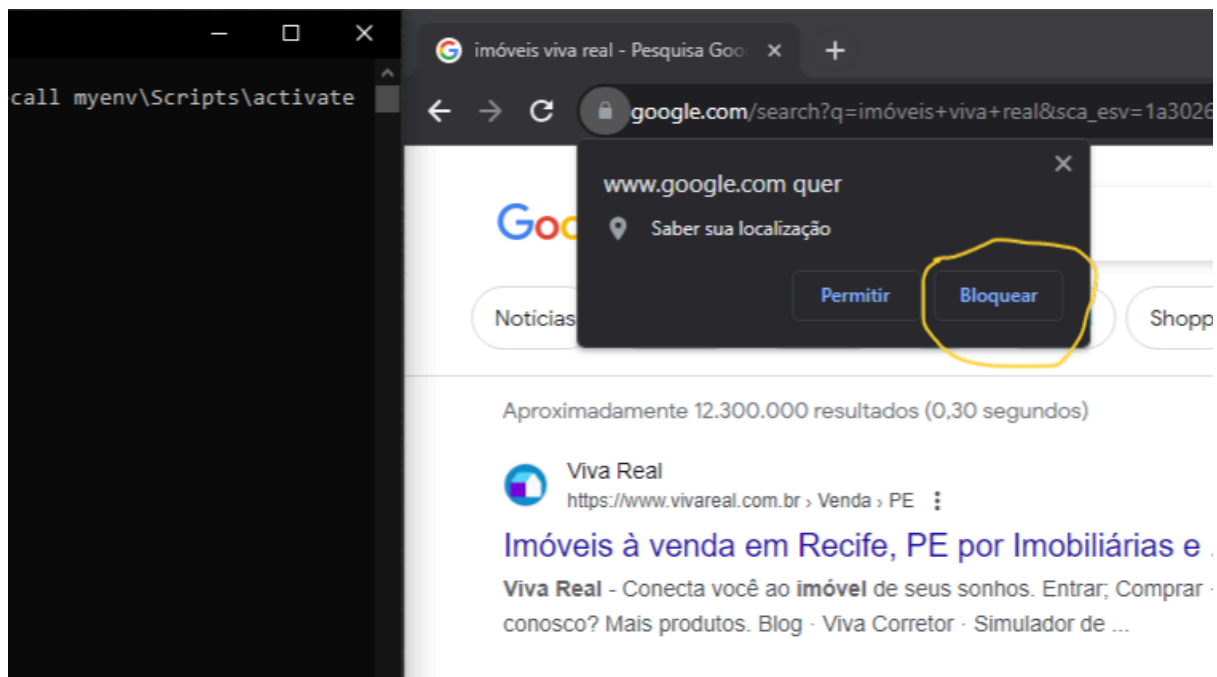 call myenv\Scripts\activate
imóveis viva real - Pesquisa Goo
google.com/search?q=imóveis+viva+real&sca_esv=1a3026
www.google.com quer
Saber sua localização
Permitir
Bloquear
Goo
Notícias
Shopp
Aproximadamente 12.300.000 resultados (0,30 segundos)
Viva Real
https://www.vivareal.com.br › Venda › PE
Imóveis à venda em Recife, PE por Imobiliárias e .
Viva Real - Conecta você ao imóvel de seus sonhos. Entrar; Comprar ·
conosco? Mais produtos. Blog · Viva Corretor · Simulador de ...